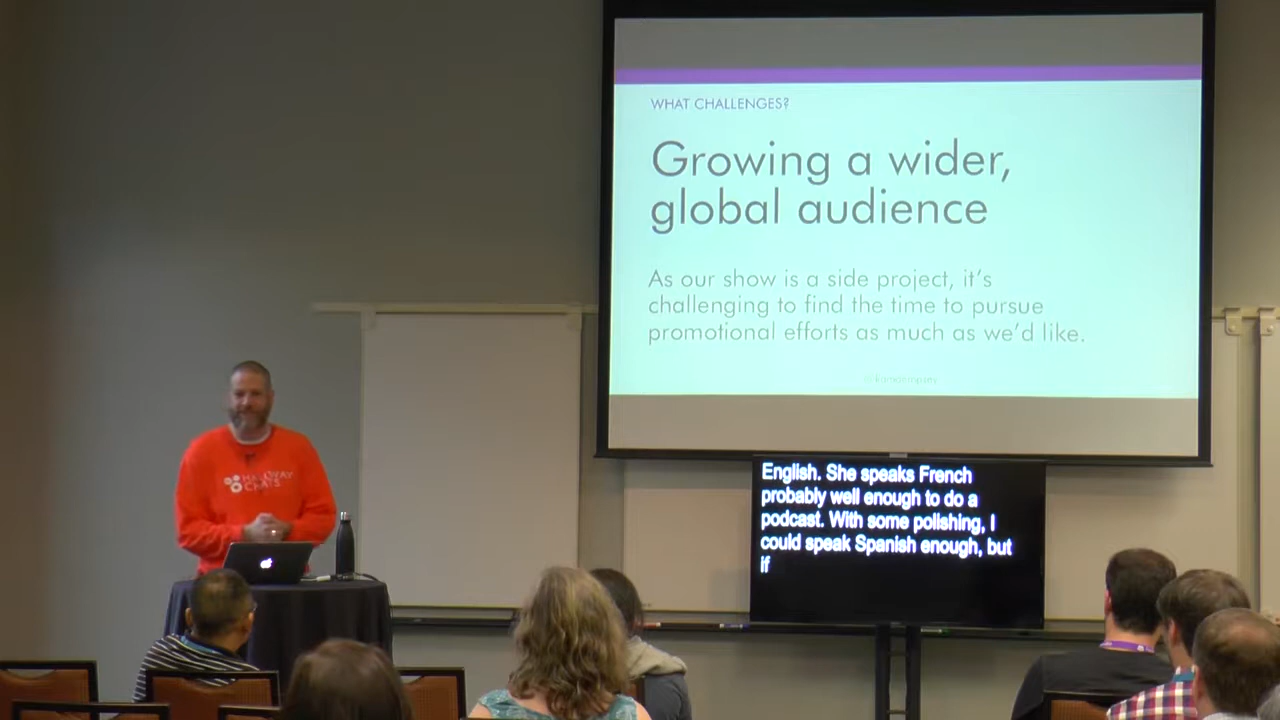 WHAT CHALLENGES?
Growing a wider,
global audience
As our show is a side project, it's
challenging to find the time to pursue
promotional efforts as much as we'd like.
English. She speaks French
probably well enough to do a
podcast. With some polishing, I
could speak Spanish enough, but
if
CHATS